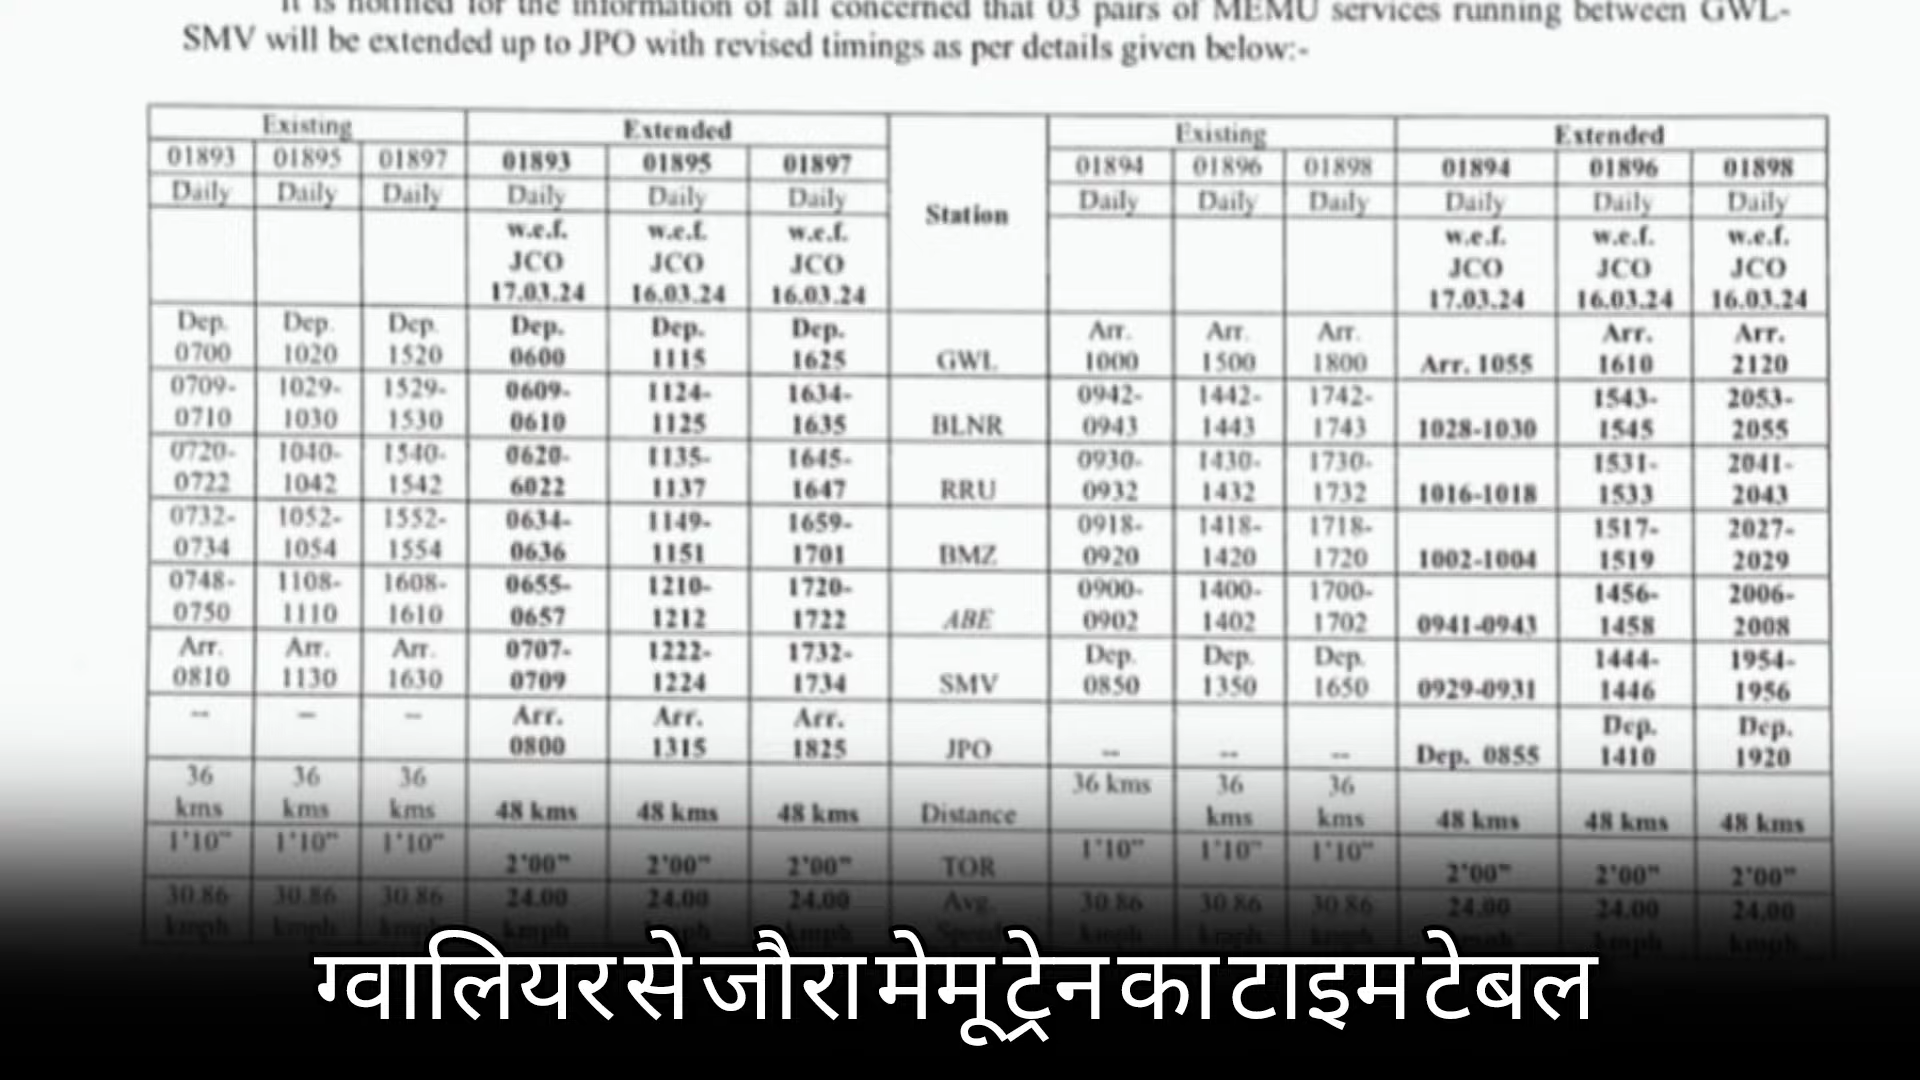 It is notified for the information of all concerned that 03 pairs of MEMU services running between GWL-
SMV will be extended up to JPO with revised timings as per details given below:-
Existing Extended Station Existing Extended
01893 01895 01897 01893 01895 01897 01894 01896 01898 01894 01896 01898
Daily Daily Daily Daily Daily Daily Daily Daily Daily Daily Daily Daily
w.e.f. w.e.f. w.e.f. w.e.f. w.e.f. w.e.f.
JCO JCO JCO JCO JCO JCO
17.03.24 16.03.24 16.03.24 17.03.24 16.03.24 16.03.24
Dep. Dep. Dep. Dep. Dep. Dep. Arr. Arr. Arr. Arr. Arr.
0700 1020 1520 0600 1115 1625 GWL 1000 1500 1800 Arr. 1055 1610 2120
0709- 1029- 1529- 0609- 1124- 1634- 0942- 1442- 1742- 1543- 2053-
0710 1030 1530 0610 1125 1635 BLNR 0943 1443 1743 1028-1030 1545 2055
0720- 1040- 1540- 0620- 1135- 1645- 0930- 1430- 1730- 1531- 2041-
0722 1042 1542 6022 1137 1647 RRU 0932 1432 1732 1016-1018 1533 2043
0732- 1052- 1552- 0634- 1149- 1659- 0918- 1418- 1718- 1517- 2027-
0734 1054 1554 0636 1151 1701 BMZ 0920 1420 1720 1002-1004 1519 2029
0748- 1108- 1608- 0655- 1210- 1720- 0900- 1400- 1700- 1456- 2006-
0750 1110 1610 0657 1212 1722 ABE 0902 1402 1702 0941-0943 1458 2008
Arr. Arr. Arr. 0707- 1222- 1732- Dep. Dep. Dep. 1444- 1954-
0810 1130 1630 0709 1224 1734 SMV 0850 1350 1650 0929-0931 1446 1956
-- -- -- Arr. Arr. Arr. Dep. Dep.
0800 1315 1825 JPO -- -- -- Dep. 0855 1410 1920
36 36 36 36 kms 36 36
kms kms kms 48 kms 48 kms 48 kms Distance kms kms 48 kms 48 kms 48 kms
1'10" 1'10" 1'10" 2'00" 2'00" 2'00" TOR 1'10" 1'10" 1'10" 2'00" 2'00" 2'00"
30.86 30.86 30.86 24.00 24.00 24.00 Avg. 30.86 30.86 30.86 24.00 24.00 24.00
kmph kmph kmph kmph kmph kmph Speed kmph kmph kmph kmph kmph kmph
ग्वालियर से जौरा मेमू ट्रेन का टाइम टेबल